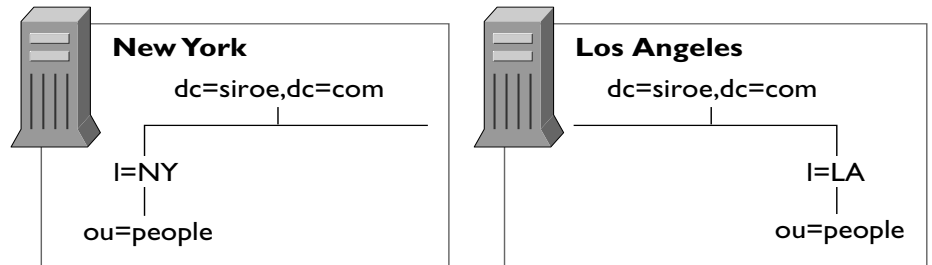 New York
dc=siroe,dc=com
l=NY
ou=people
Los Angeles
dc=siroe,dc=com
l=LA
ou=people